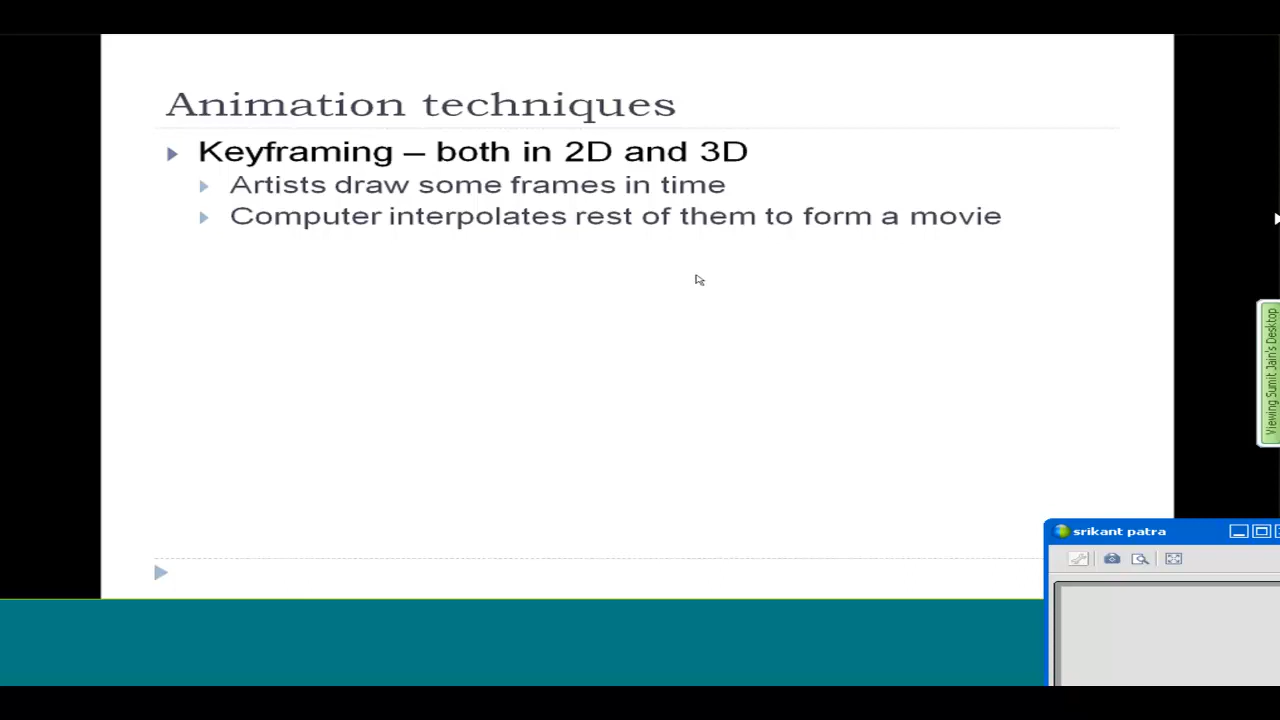 Animation techniques
Keyframing – both in 2D and 3D
Artists draw some frames in time
Computer interpolates rest of them to form a movie
Viewing Sumit Jain's Desktop
srikant patra